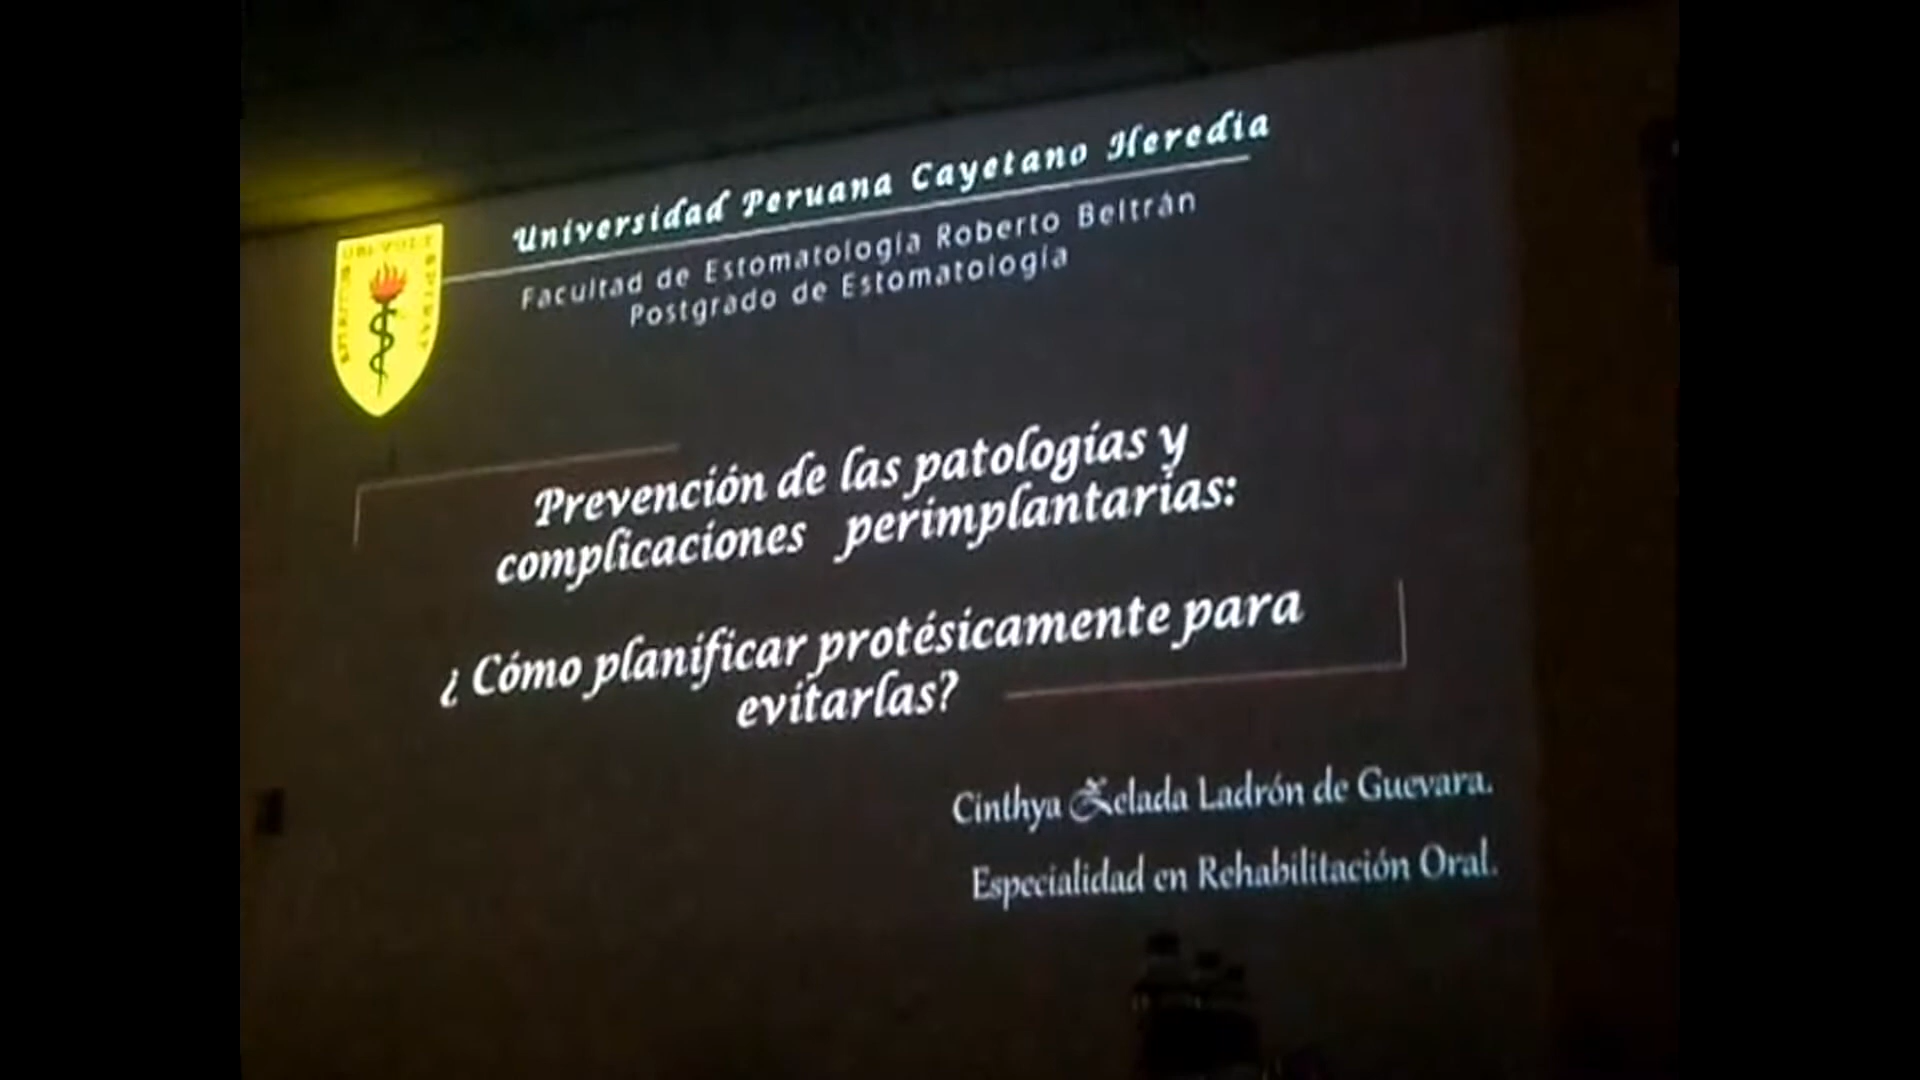 Universidad Peruana Cayetano Heredia
Facultad de Estomatología Roberto Beltrán
Postgrado de Estomatología
Prevención de las patologías y
complicaciones perimplantarias:
¿ Cómo planificar protésicamente para
evitarlas?
Cinthya Zelada Ladrón de Guevara.
Especialidad en Rehabilitación Oral.